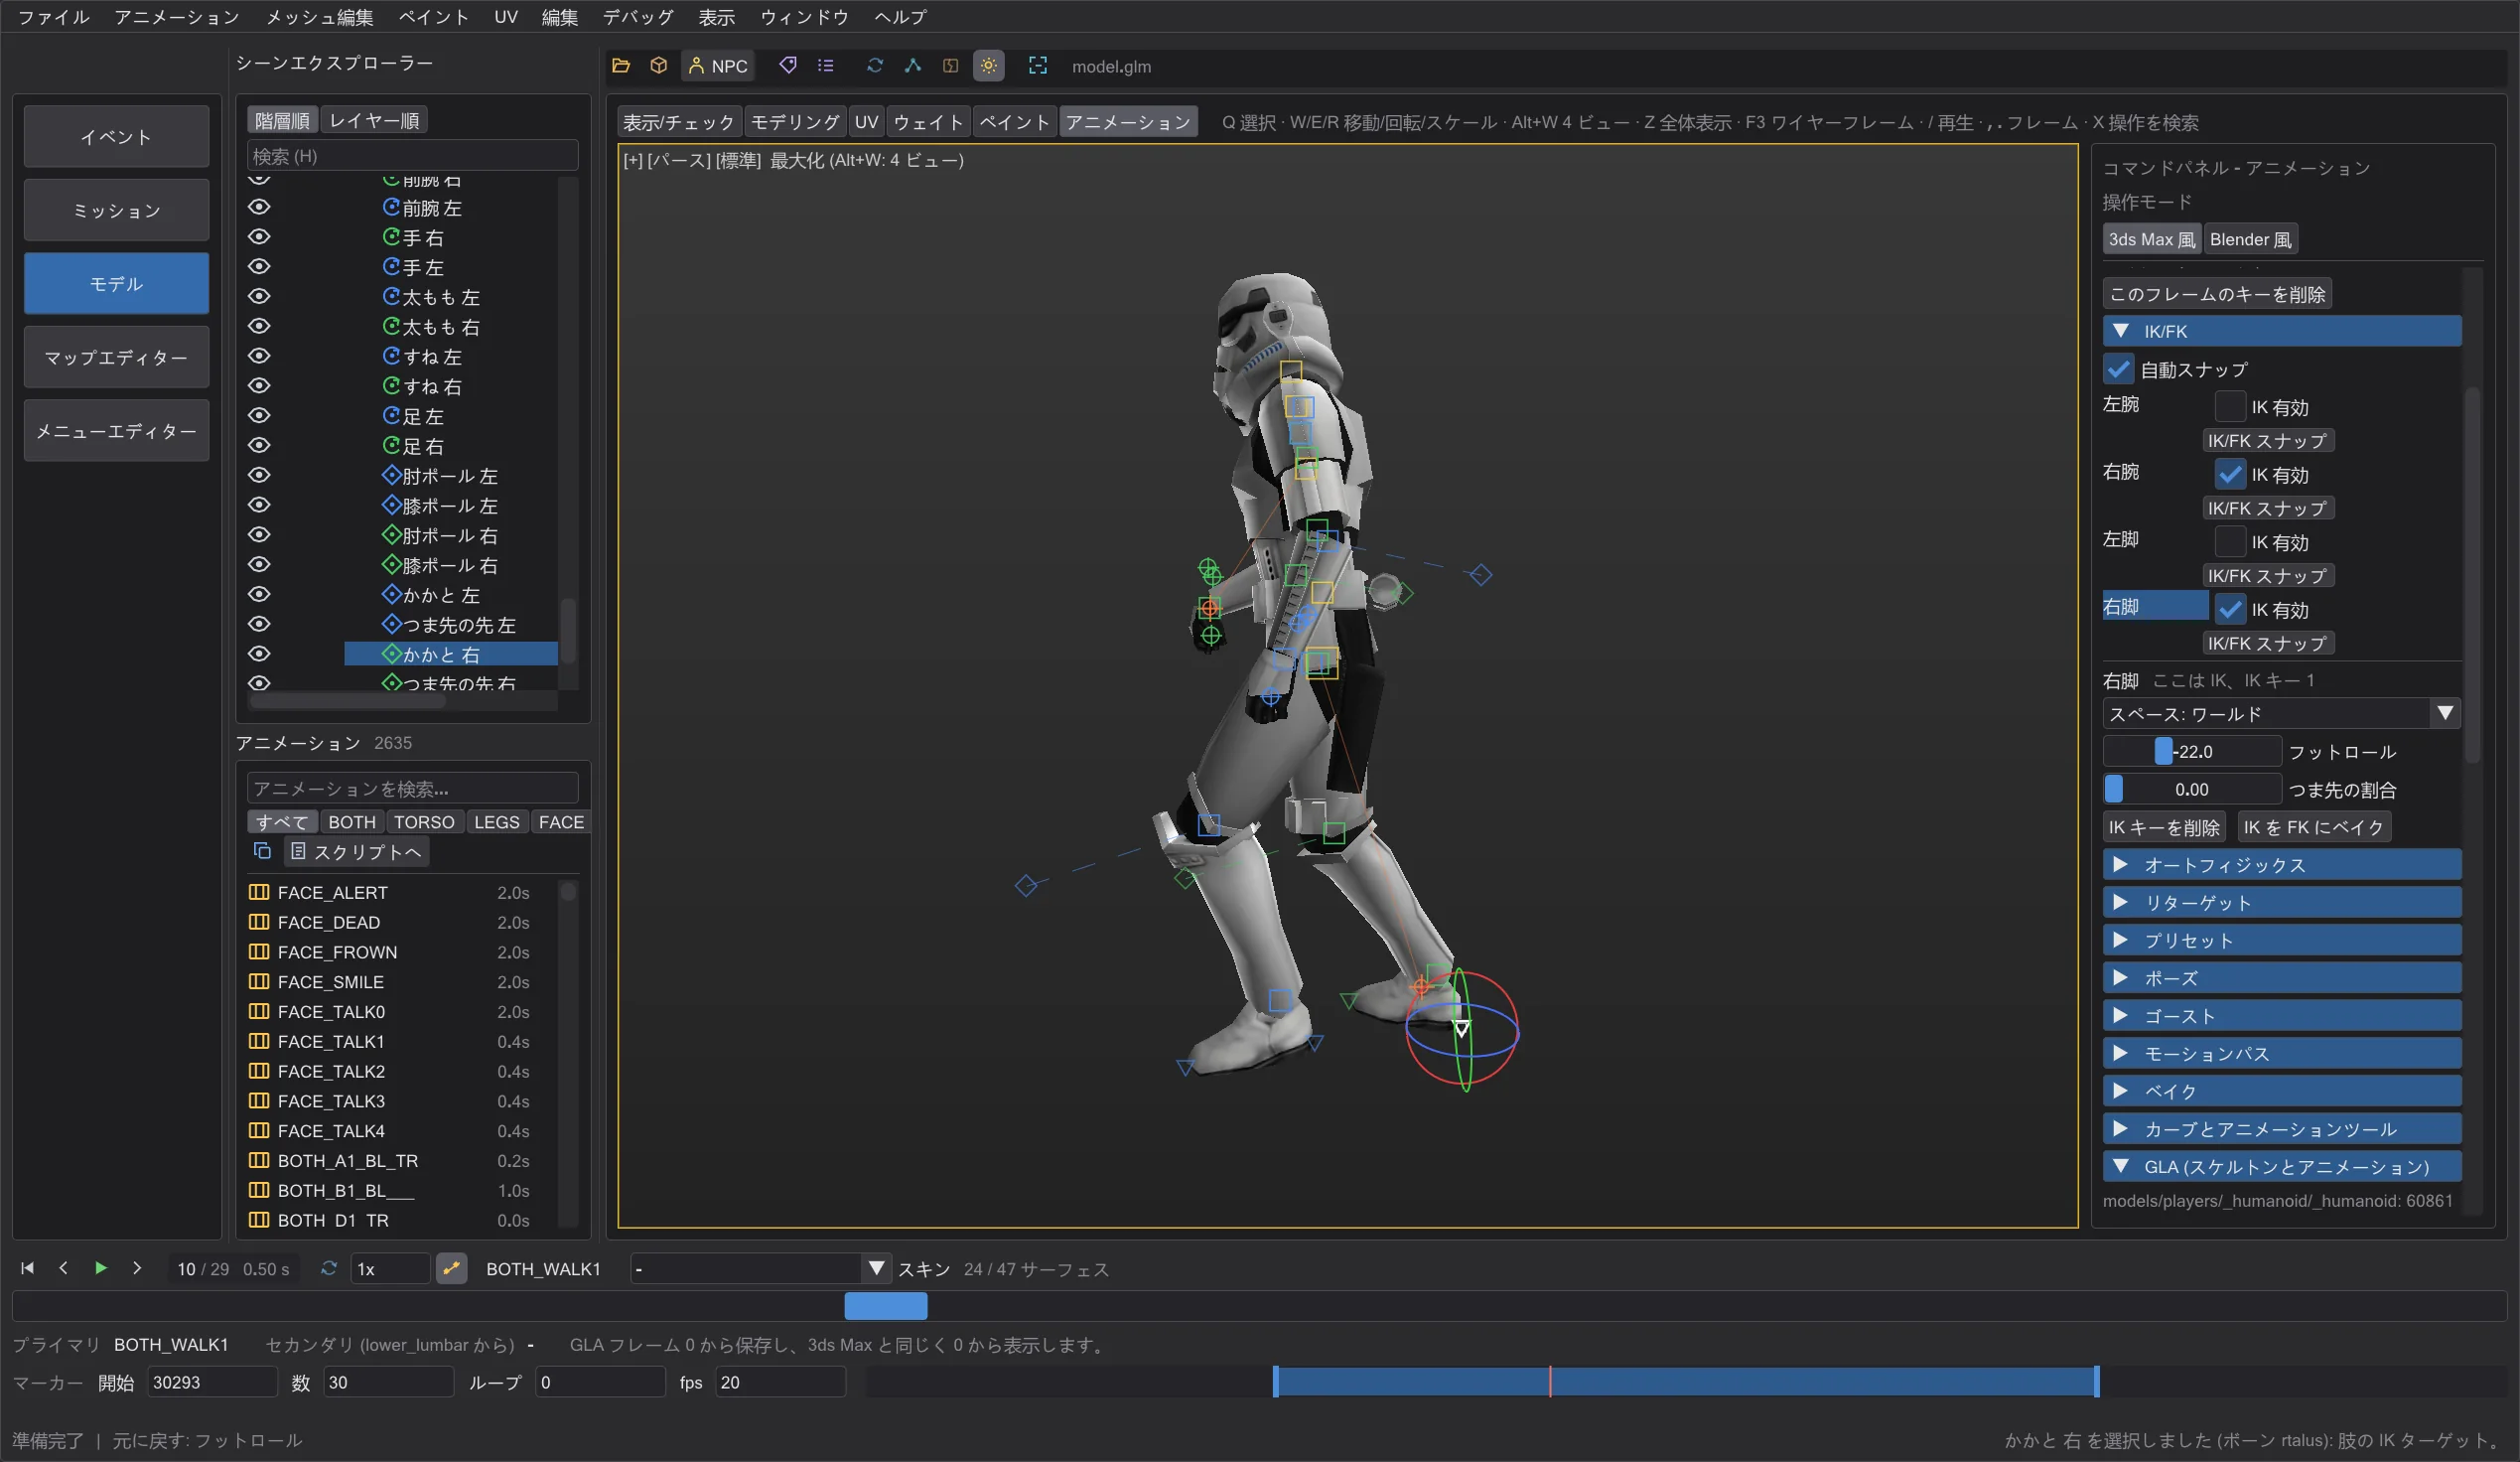 ファイル アニメーション メッシュ編集 ペイント UV 編集 デバッグ 表示 ウィンドウ ヘルプ
シーンエクスプローラー
NPC model.glm
イベント
ミッション
モデル
マップエディター
メニューエディター
階層順 レイヤー順
検索 (H)
前腕 右
前腕 左
手 右
手 左
太もも 左
太もも 右
すね 左
すね 右
足 左
足 右
肘ポール 左
膝ポール 左
肘ポール 右
膝ポール 右
かかと 左
つま先の先 左
かかと 右
つま先の先 右
アニメーション 2635
アニメーションを検索...
すべて BOTH TORSO LEGS FACE
スクリプトへ
FACE_ALERT 2.0s
FACE_DEAD 2.0s
FACE_FROWN 2.0s
FACE_SMILE 2.0s
FACE_TALK0 2.0s
FACE_TALK1 0.4s
FACE_TALK2 0.4s
FACE_TALK3 0.4s
FACE_TALK4 0.4s
BOTH_A1_BL_TR 0.2s
BOTH_B1_BL___ 1.0s
BOTH_D1_TR 0.0s
表示/チェック モデリング UV ウェイト ペイント アニメーション Q 選択 · W/E/R 移動/回転/スケール · Alt+W 4 ビュー · Z 全体表示 · F3 ワイヤーフレーム · / 再生 · , . フレーム · X 操作を検索
[+] [パース] [標準] 最大化 (Alt+W: 4 ビュー)
コマンドパネル - アニメーション
操作モード
3ds Max 風 Blender 風
このフレームのキーを削除
IK/FK
自動スナップ
左腕 IK 有効
IK/FK スナップ
右腕 IK 有効
IK/FK スナップ
左脚 IK 有効
IK/FK スナップ
右脚 IK 有効
IK/FK スナップ
右脚 ここは IK、IK キー 1
スペース: ワールド
-22.0 フットロール
0.00 つま先の割合
IK キーを削除 IK を FK にベイク
オートフィジックス
リターゲット
プリセット
ポーズ
ゴースト
モーションパス
ベイク
カーブとアニメーションツール
GLA (スケルトンとアニメーション)
models/players/_humanoid/_humanoid: 60861
10 / 29 0.50 s 1x BOTH_WALK1 - スキン 24 / 47 サーフェス
プライマリ BOTH_WALK1 セカンダリ (lower_lumbar から) - GLA フレーム 0 から保存し、3ds Max と同じく 0 から表示します。
マーカー 開始 30293 数 30 ループ 0 fps 20
準備完了 | 元に戻す: フットロール
かかと 右 を選択しました (ボーン rtalus): 肢の IK ターゲット。